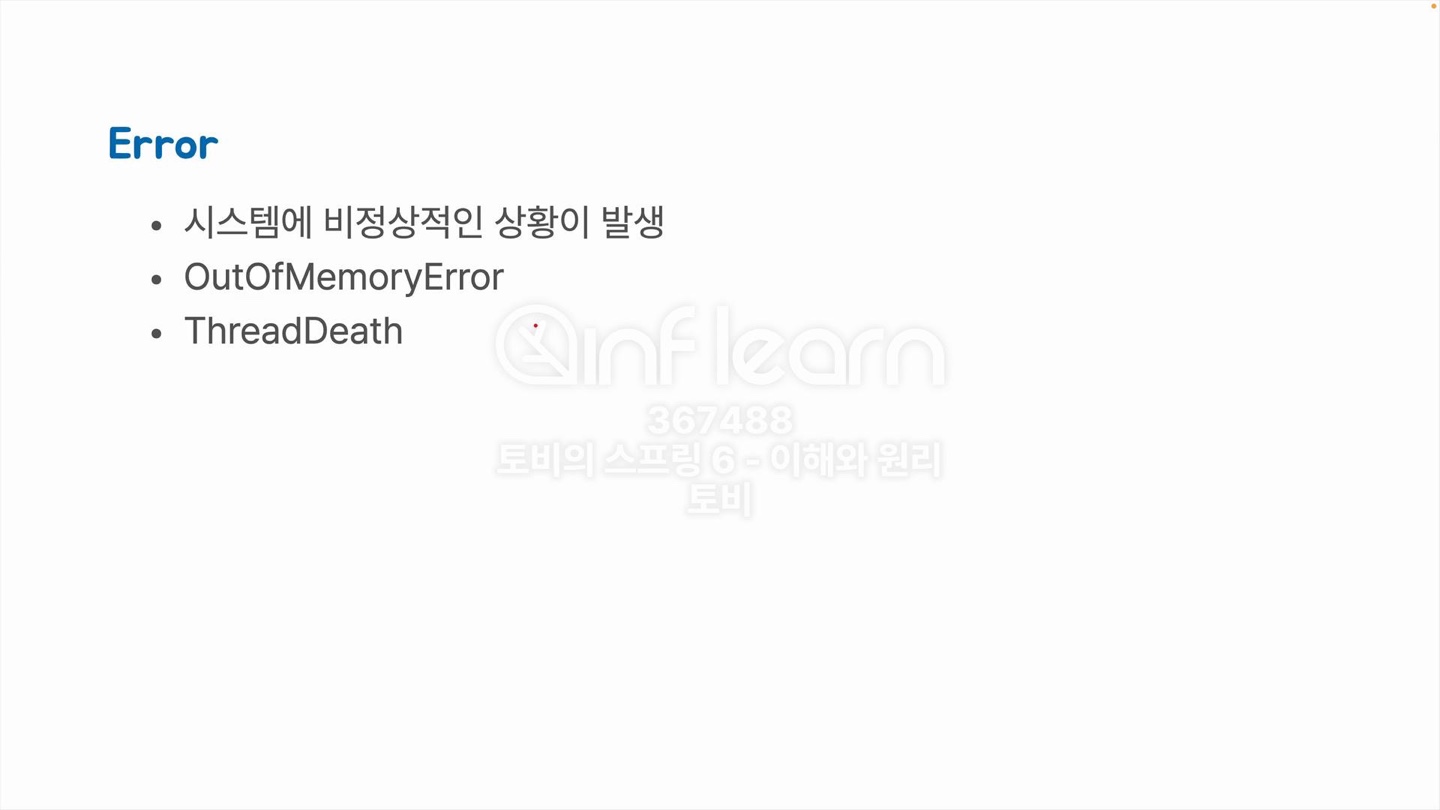 Error
시스템에 비정상적인 상황이 발생
OutOfMemoryError
ThreadDeath
inflearn
367488
토비의 스프링 6 - 이해와 원리
토비